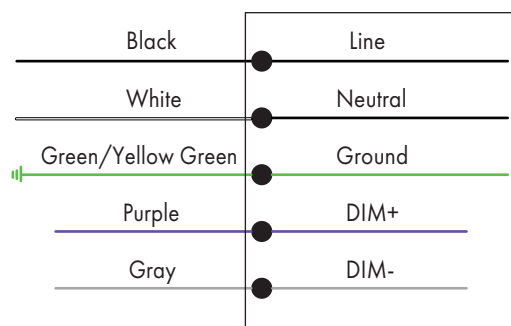 Black Line
White Neutral
Green/Yellow Green Ground
Purple DIM+
Gray DIM-